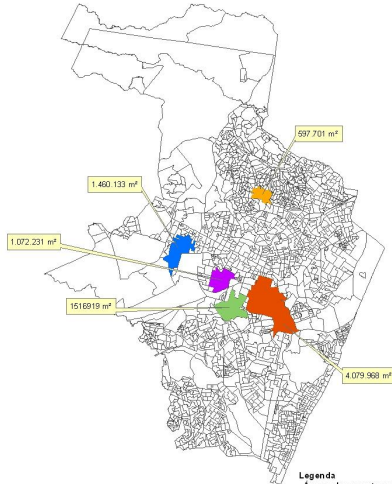 597.701 m²
1.460.133 m²
1.072.231 m²
1516919 m²
4.079.968 m²
Legenda